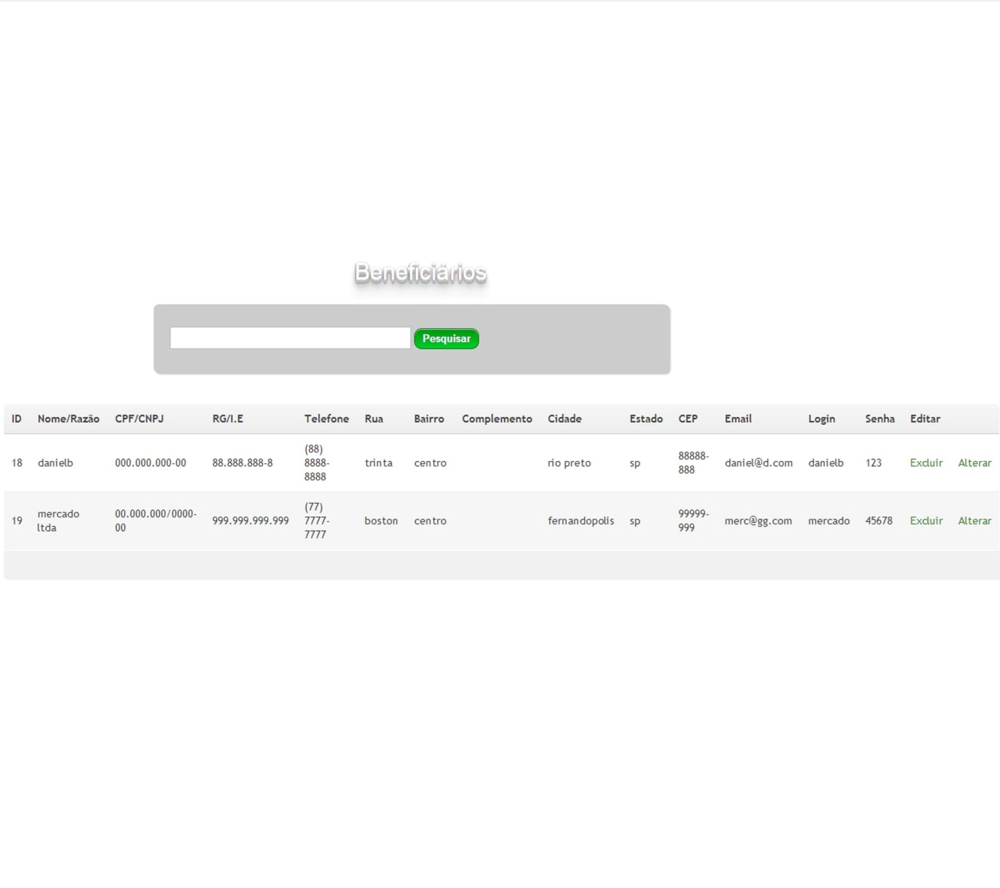 Beneficiários
Pesquisar
ID Nome/Razão CPF/CNPJ RG/I.E Telefone Rua Bairro Complemento Cidade Estado CEP Email Login Senha Editar
18 danielb 000.000.000-00 88.888.888-8 (88) 8888-8888 trinta centro rio preto sp 88888-888 daniel@d.com danielb 123 Excluir Alterar
19 mercado ltda 00.000.000/0000-00 999.999.999.999 (77) 7777-7777 boston centro fernandopolis sp 99999-999 merc@gg.com mercado 45678 Excluir Alterar